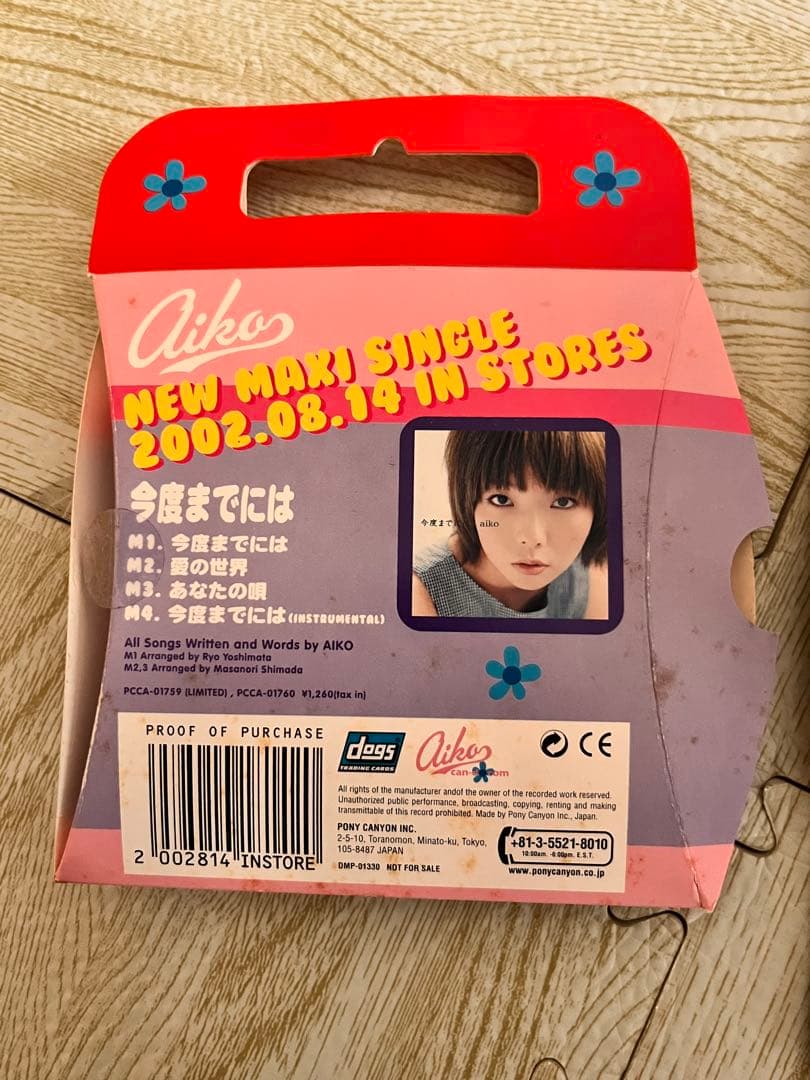 aiko
NEW MAXI SINGLE
2002.08.14 IN STORES
今度までには
M1. 今度までには
M2. 愛の世界
M3. あなたの唄
M4. 今度までには(INSTRUMENTAL)
今度まで aiko
All Songs Written and Words by AIKO
M1 Arranged by Ryo Yoshimata
M2,3 Arranged by Masanori Shimada
PCCA-01759 (LIMITED) , PCCA-01760 ¥1,260(tax in)
PROOF OF PURCHASE
2 002814 INSTORE
dogs
TRADING CARDS
aiko
CE
All rights of the manufacturer andof the owner of the recorded work reserved.
Unauthorized public performance, broadcasting, copying, renting and making
transmittable of this record prohibited. Made by Pony Canyon Inc., Japan.
PONY CANYON INC.
2-5-10, Toranomon, Minato-ku, Tokyo,
105-8487 JAPAN
DMP-01330 NOT FOR SALE
+81-3-5521-8010
10:00am. -6:00pm. E.S.T.
www.ponycanyon.co.jp